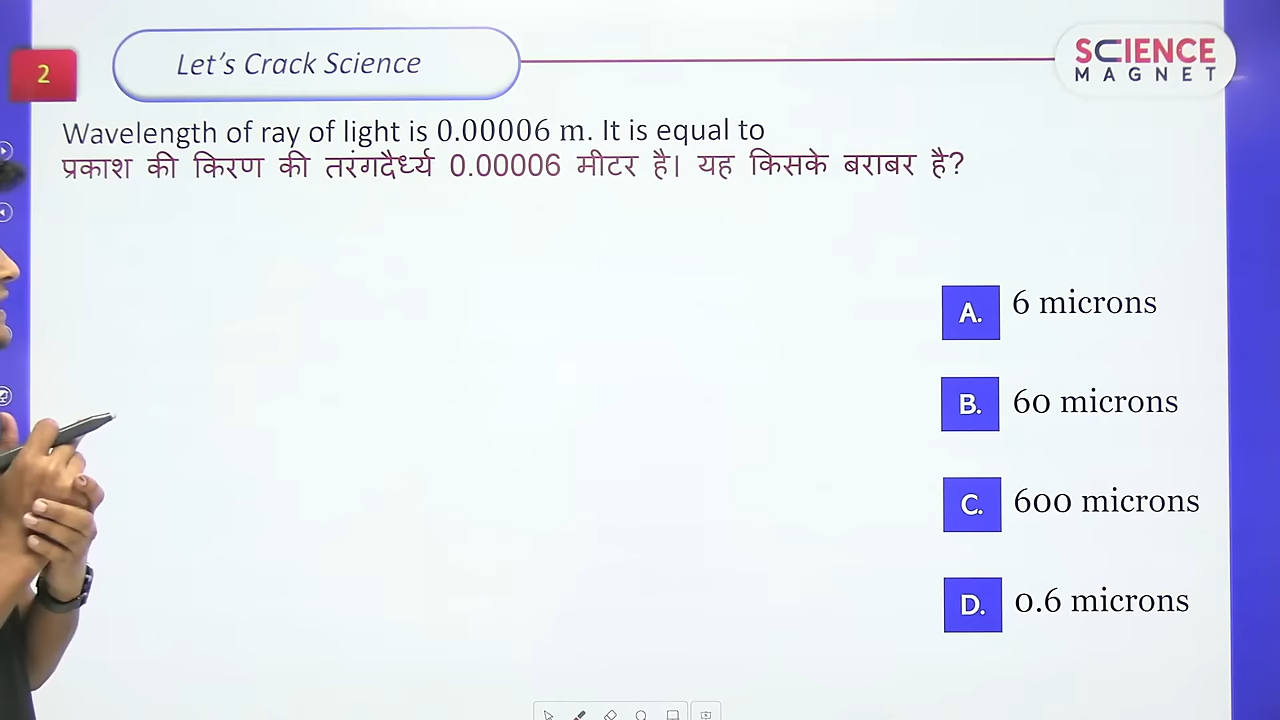 2
Let's Crack Science
SCIENCE
MAGNET
Wavelength of ray of light is 0.00006 m. It is equal to
प्रकाश की किरण की तरंगदैर्ध्य 0.00006 मीटर है। यह किसके बराबर है?
A. 6 microns
B. 60 microns
C. 600 microns
D. 0.6 microns